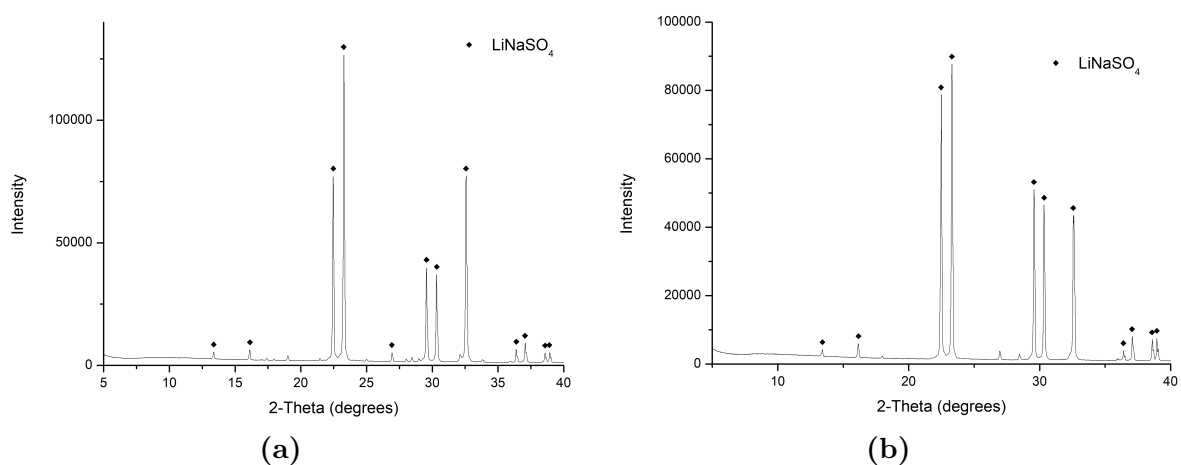 LiNaSO₄
100000
50000
0
Intensity
5 10 15 20 25 30 35 40
2-Theta (degrees)
(a)
100000
80000
60000
40000
20000
0
LiNaSO₄
Intensity
10 20 30 40
2-Theta (degrees)
(b)